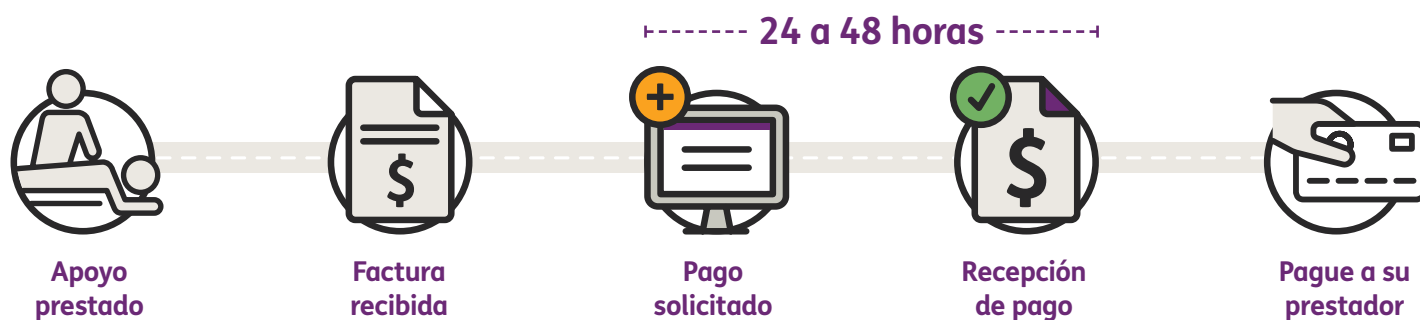 24 a 48 horas
Apoyo
prestado
Factura
recibida
Pago
solicitado
Recepción
de pago
Pague a su
prestador